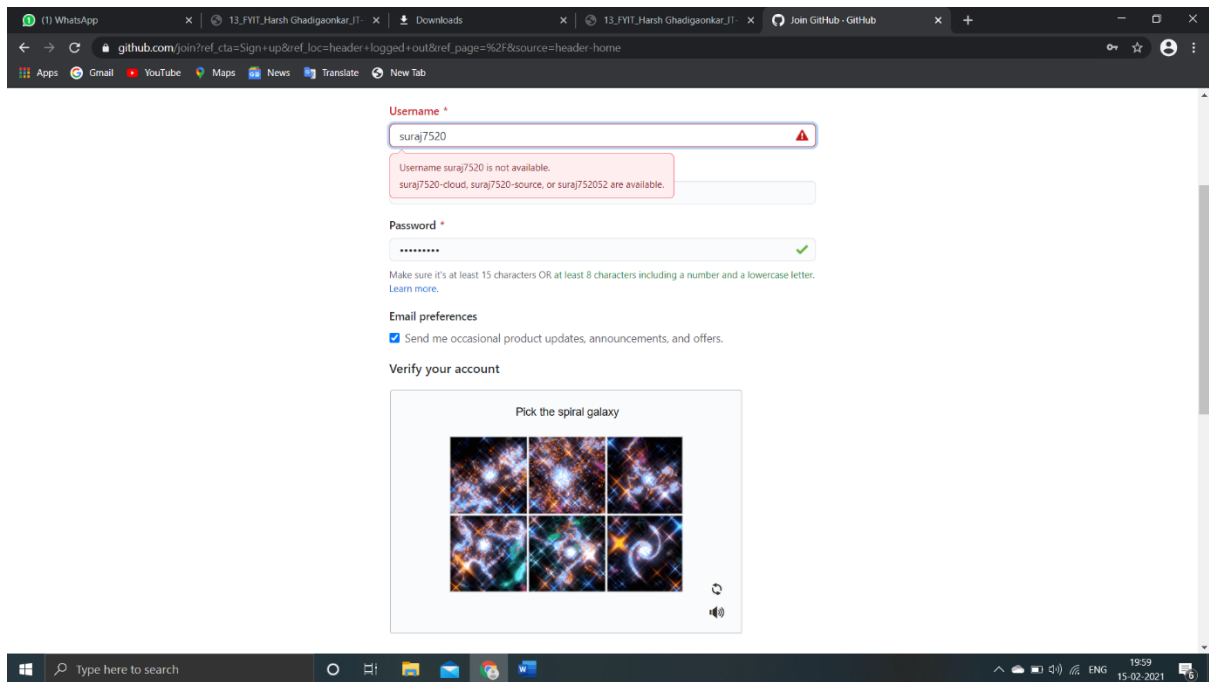 (1) WhatsApp
13_FYIT_Harsh Ghadigaonkar_IT-
Downloads
13_FYIT_Harsh Ghadigaonkar_IT-
Join GitHub · GitHub
github.com/join?ref_cta=Sign+up&ref_loc=header+logged+out&ref_page=%2F&source=header-home
Apps Gmail YouTube Maps News Translate New Tab
Username *
suraj7520
Username suraj7520 is not available.
suraj7520-cloud, suraj7520-source, or suraj752052 are available.
Password *
Make sure it's at least 15 characters OR at least 8 characters including a number and a lowercase letter.
Learn more.
Email preferences
Send me occasional product updates, announcements, and offers.
Verify your account
Pick the spiral galaxy
Type here to search
ENG
19:59
15-02-2021
6